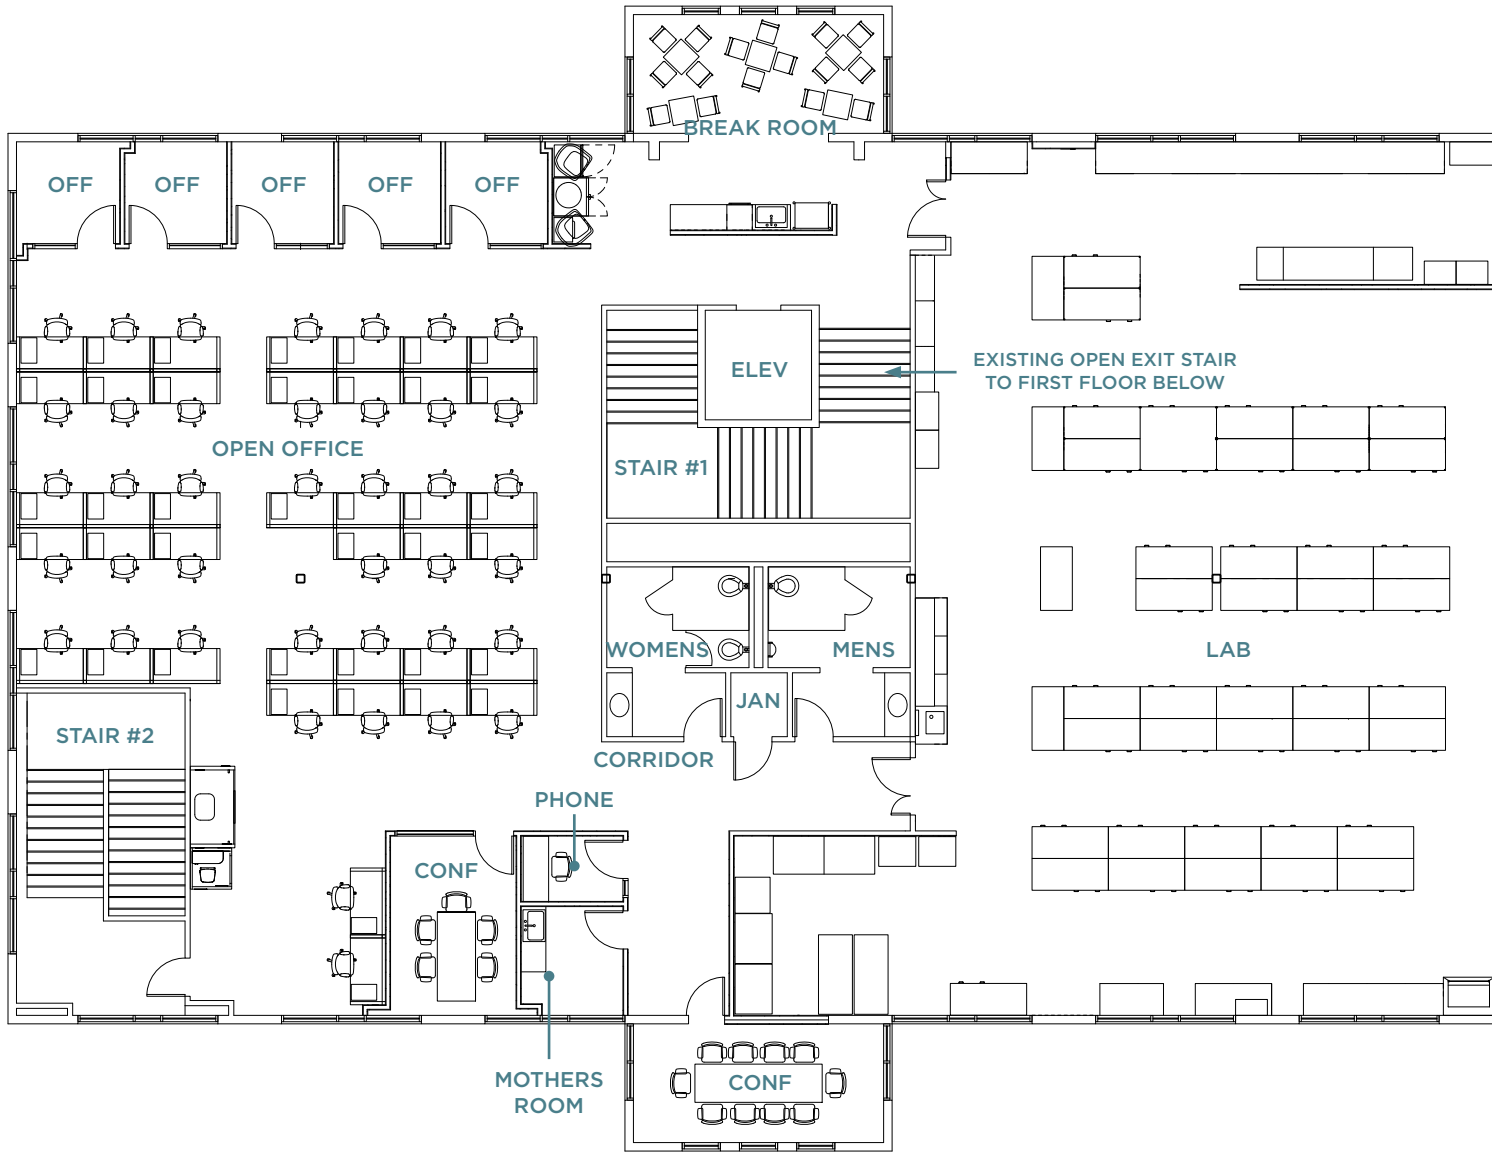 BREAK ROOM
OFF
OFF
OFF
OFF
OFF
ELEV
EXISTING OPEN EXIT STAIR
TO FIRST FLOOR BELOW
OPEN OFFICE
STAIR #1
WOMENS
MENS
LAB
JAN
STAIR #2
CORRIDOR
PHONE
CONF
MOTHERS
ROOM
CONF